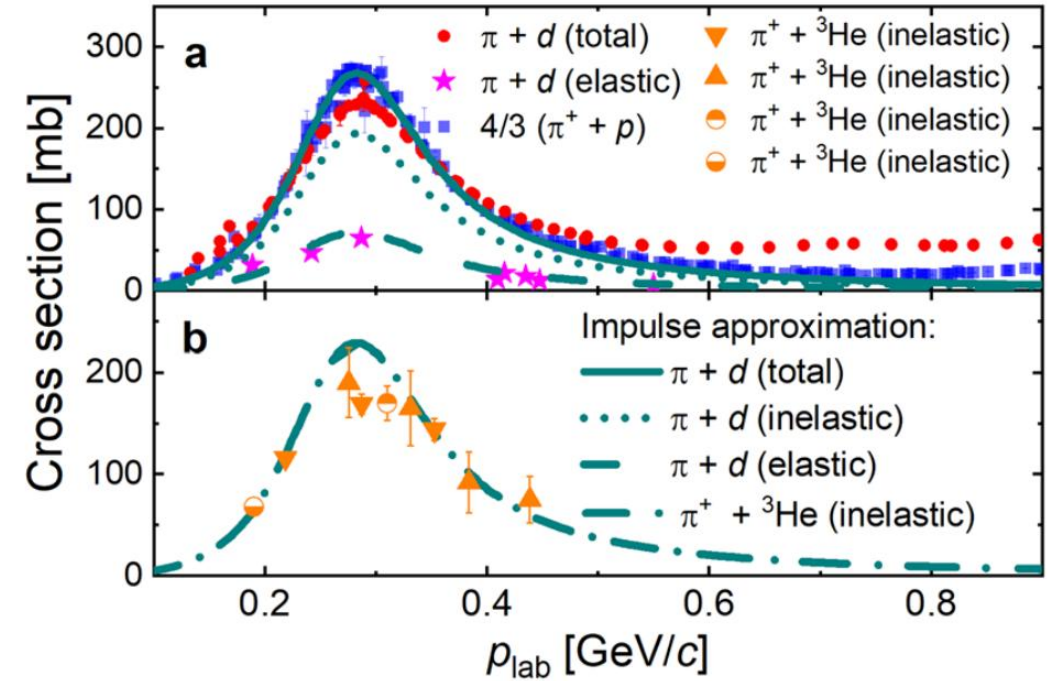 a
π + d (total)
π + d (elastic)
4/3 (π⁺ + p)
π⁺ + ³He (inelastic)
π⁺ + ³He (inelastic)
π⁺ + ³He (inelastic)
π⁺ + ³He (inelastic)
300
200
100
0
b
Impulse approximation:
π + d (total)
π + d (inelastic)
π + d (elastic)
π⁺ + ³He (inelastic)
200
100
0
0.2 0.4 0.6 0.8
Cross section [mb]
p_lab [GeV/c]